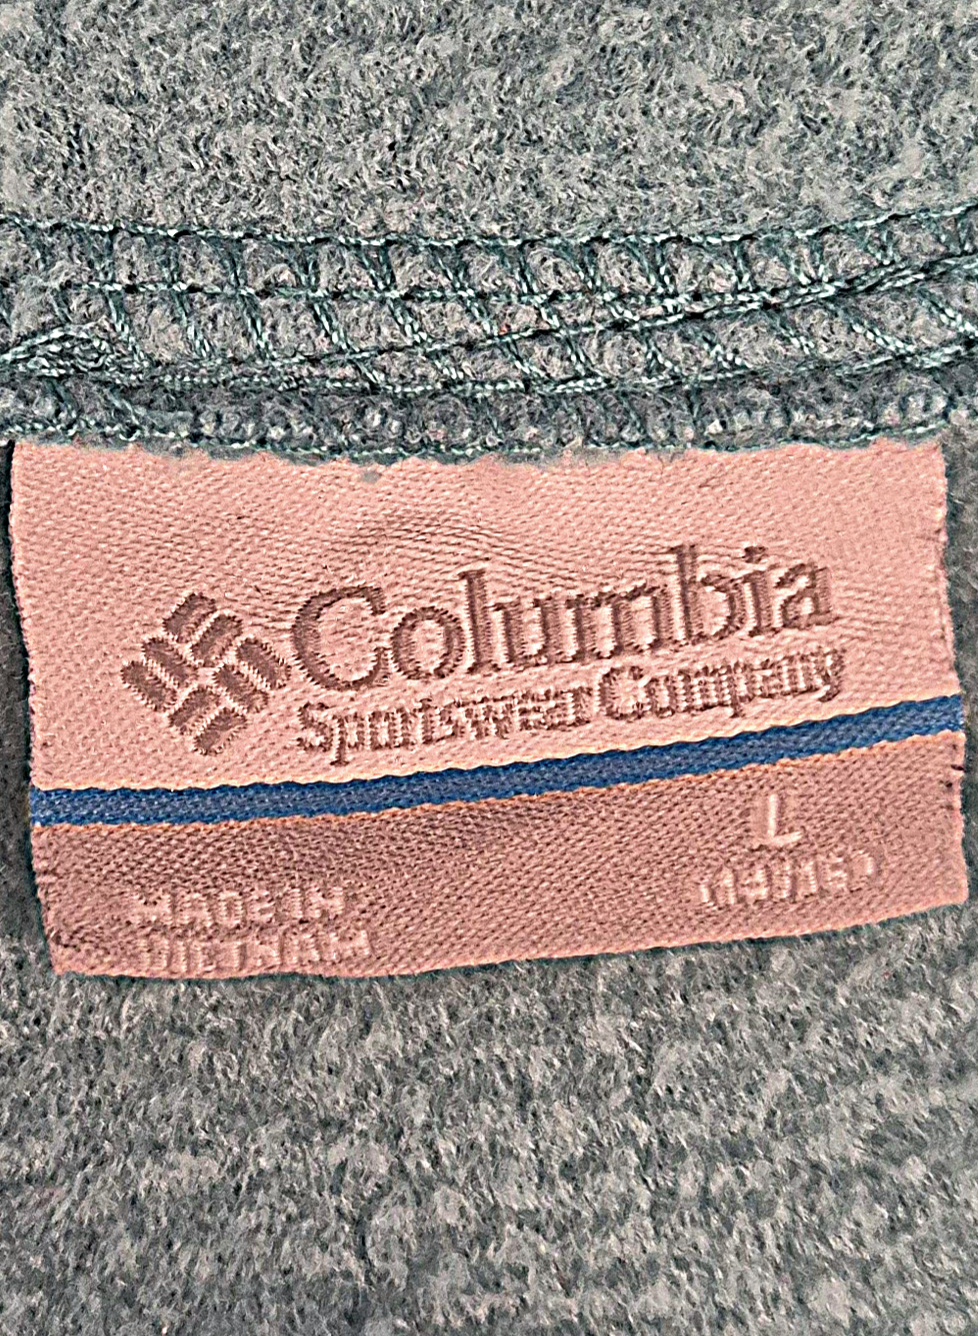 Columbia
Sportswear Company
L
MADE IN
VIETNAM